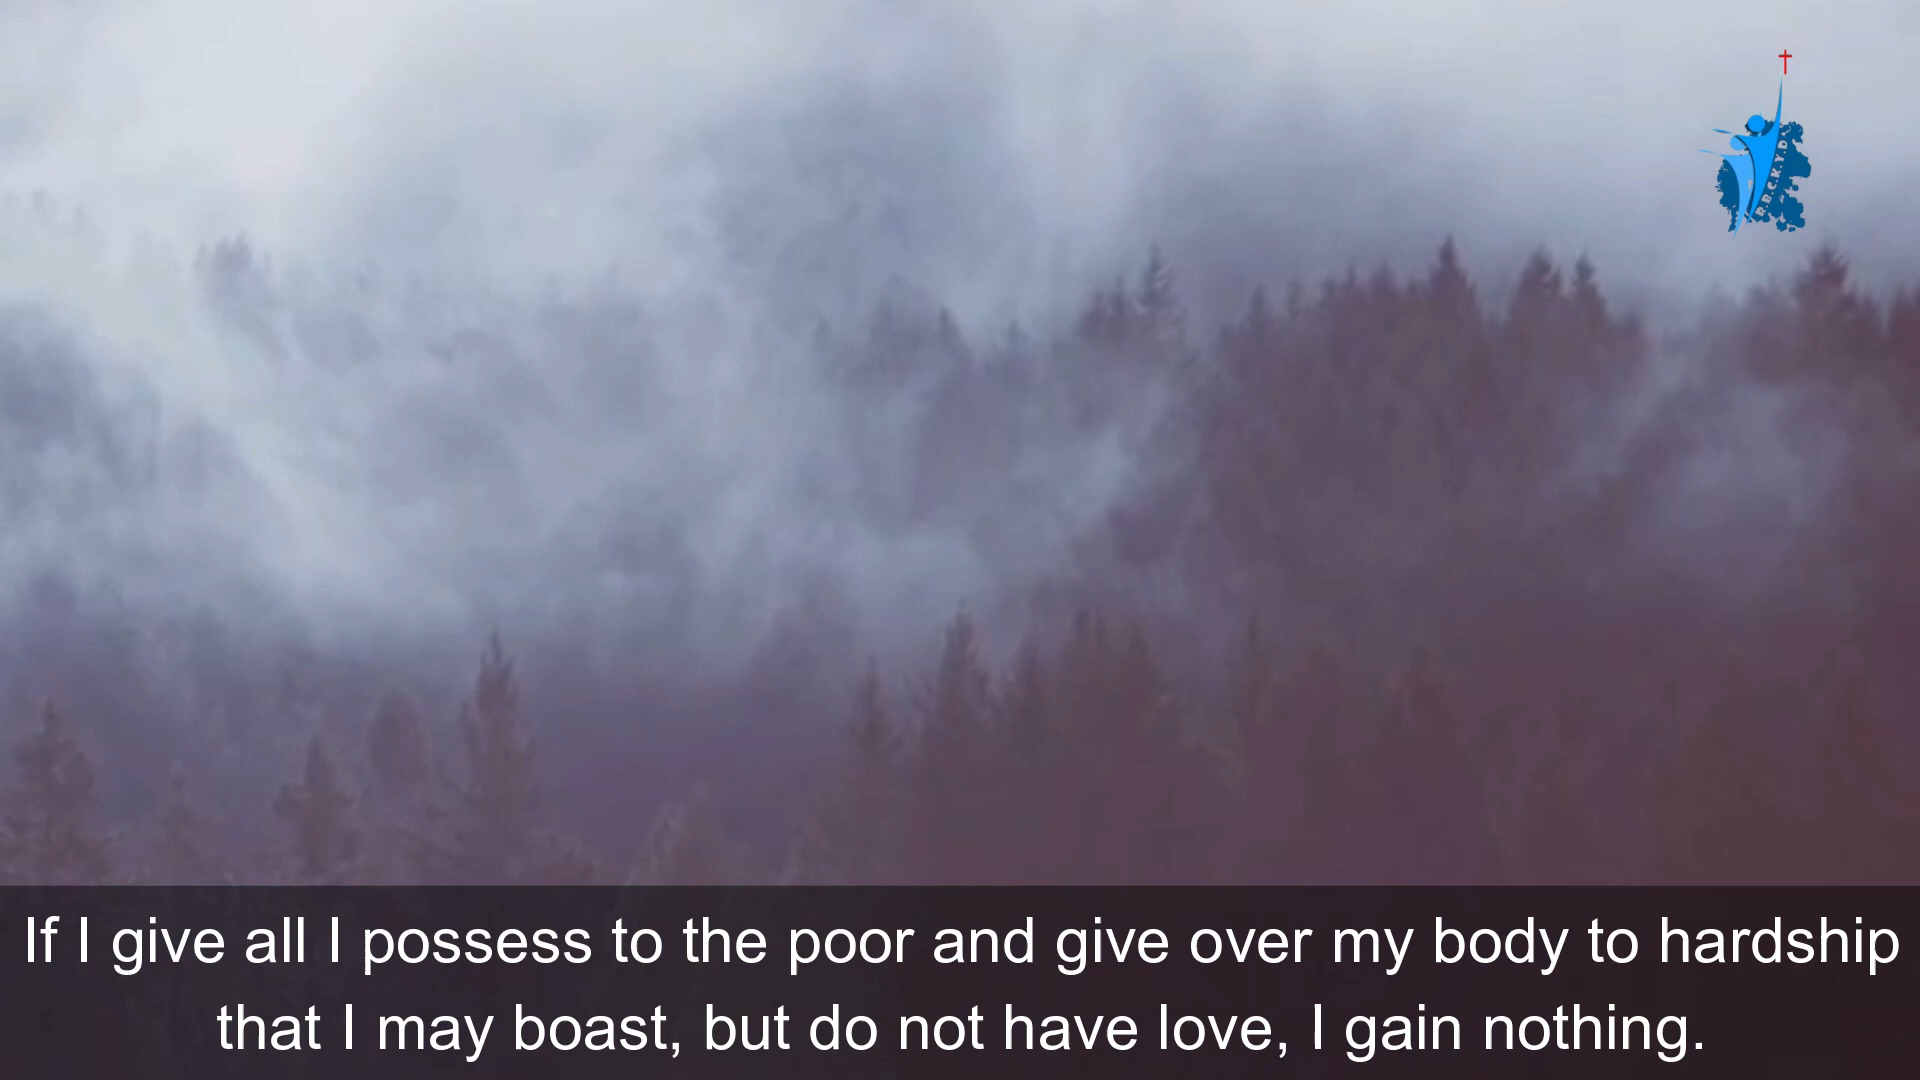 If I give all I possess to the poor and give over my body to hardship
that I may boast, but do not have love, I gain nothing.